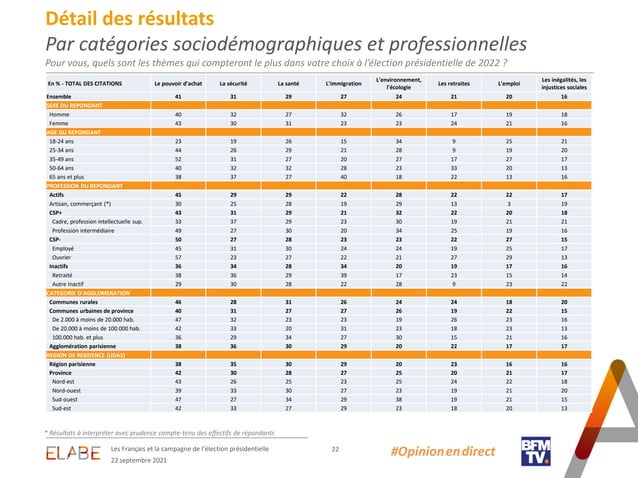 Détail des résultats
Par catégories sociodémographiques et professionnelles
Pour vous, quels sont les thèmes qui compteront le plus dans votre choix à l'élection présidentielle de 2022 ?
En % - TOTAL DES CITATIONS Le pouvoir d'achat La sécurité La santé L'immigration L'environnement, l'écologie Les retraites L'emploi Les inégalités, les injustices sociales
Ensemble 41 31 29 27 24 21 20 16
SEXE DU REPONDANT
Homme 40 32 27 32 26 17 19 18
Femme 43 30 31 23 23 24 21 16
AGE DU REPONDANT
18-24 ans 23 19 26 15 34 9 25 21
25-34 ans 44 26 29 21 28 9 19 20
35-49 ans 52 31 27 20 27 17 27 17
50-64 ans 40 32 32 28 23 33 20 13
65 ans et plus 38 37 27 40 18 22 13 16
PROFESSION DU REPONDANT
Actifs 45 29 29 22 28 22 22 17
Artisan, commerçant (*) 30 25 28 19 29 13 3 19
CSP+ 43 31 29 21 32 22 20 18
Cadre, profession intellectuelle sup. 33 37 29 23 30 19 21 21
Profession intermédiaire 49 27 30 20 34 25 19 16
CSP- 50 27 28 23 23 22 27 15
Employé 45 31 30 24 24 19 25 17
Ouvrier 57 23 27 22 21 27 29 13
Inactifs 36 34 28 34 20 19 17 16
Retraité 38 36 29 39 17 23 15 14
Autre Inactif 29 30 28 22 28 9 23 22
CATEGORIE D'AGGLOMERATION
Communes rurales 46 28 31 26 24 24 18 20
Communes urbaines de province 40 31 27 27 26 19 22 15
De 2.000 à moins de 20.000 hab. 47 32 23 23 19 26 23 16
De 20.000 à moins de 100.000 hab. 42 33 20 31 23 18 23 13
100.000 hab. et plus 36 29 34 27 30 15 21 16
Agglomération parisienne 38 36 30 29 20 22 17 17
REGION DE RESIDENCE (UDA5)
Région parisienne 38 35 30 29 20 23 16 16
Province 42 30 28 27 25 20 21 17
Nord-est 43 26 25 23 25 24 22 18
Nord-ouest 39 33 30 27 23 19 21 20
Sud-ouest 47 27 34 29 38 19 21 15
Sud-est 42 33 27 29 23 18 20 13
* Résultats à interpréter avec prudence compte-tenu des effectifs de répondants
ELABE
Les Français et la campagne de l'élection présidentielle
22
22 septembre 2021
#Opinion en direct
BFM
TV.